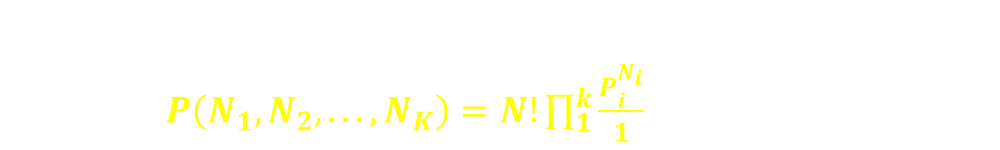 P(N₁, N₂, …, N_K) = N! ∏₁ᵏ P_i^{N_i}/1